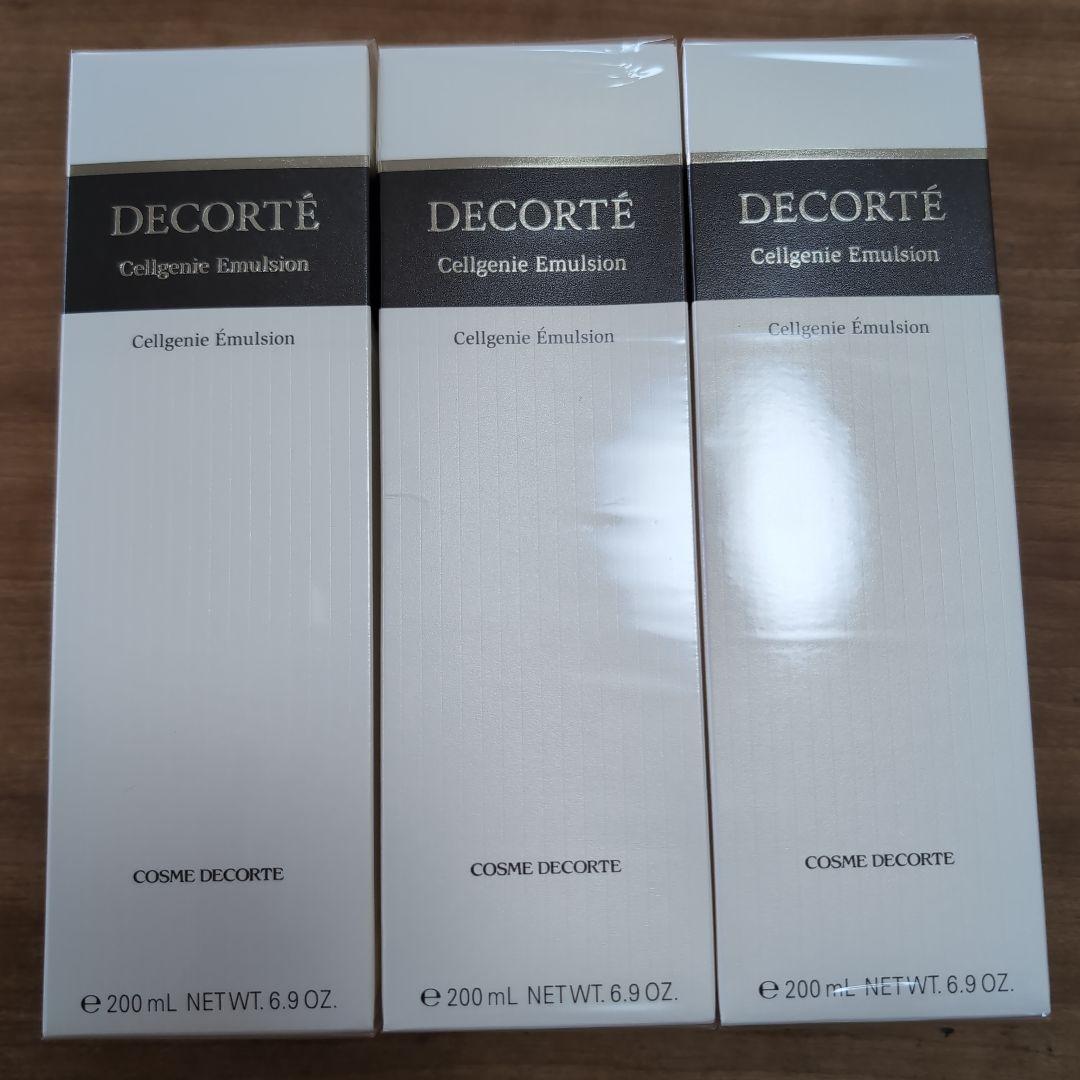 DECORTÉ
Cellgenie Emulsion
Cellgenie Émulsion
COSME DECORTE
℮ 200 mL NET WT. 6.9 OZ.
DECORTÉ
Cellgenie Emulsion
Cellgenie Émulsion
COSME DECORTE
℮ 200 mL NET WT. 6.9 OZ.
DECORTÉ
Cellgenie Emulsion
Cellgenie Émulsion
COSME DECORTE
℮ 200 mL NET WT. 6.9 OZ.